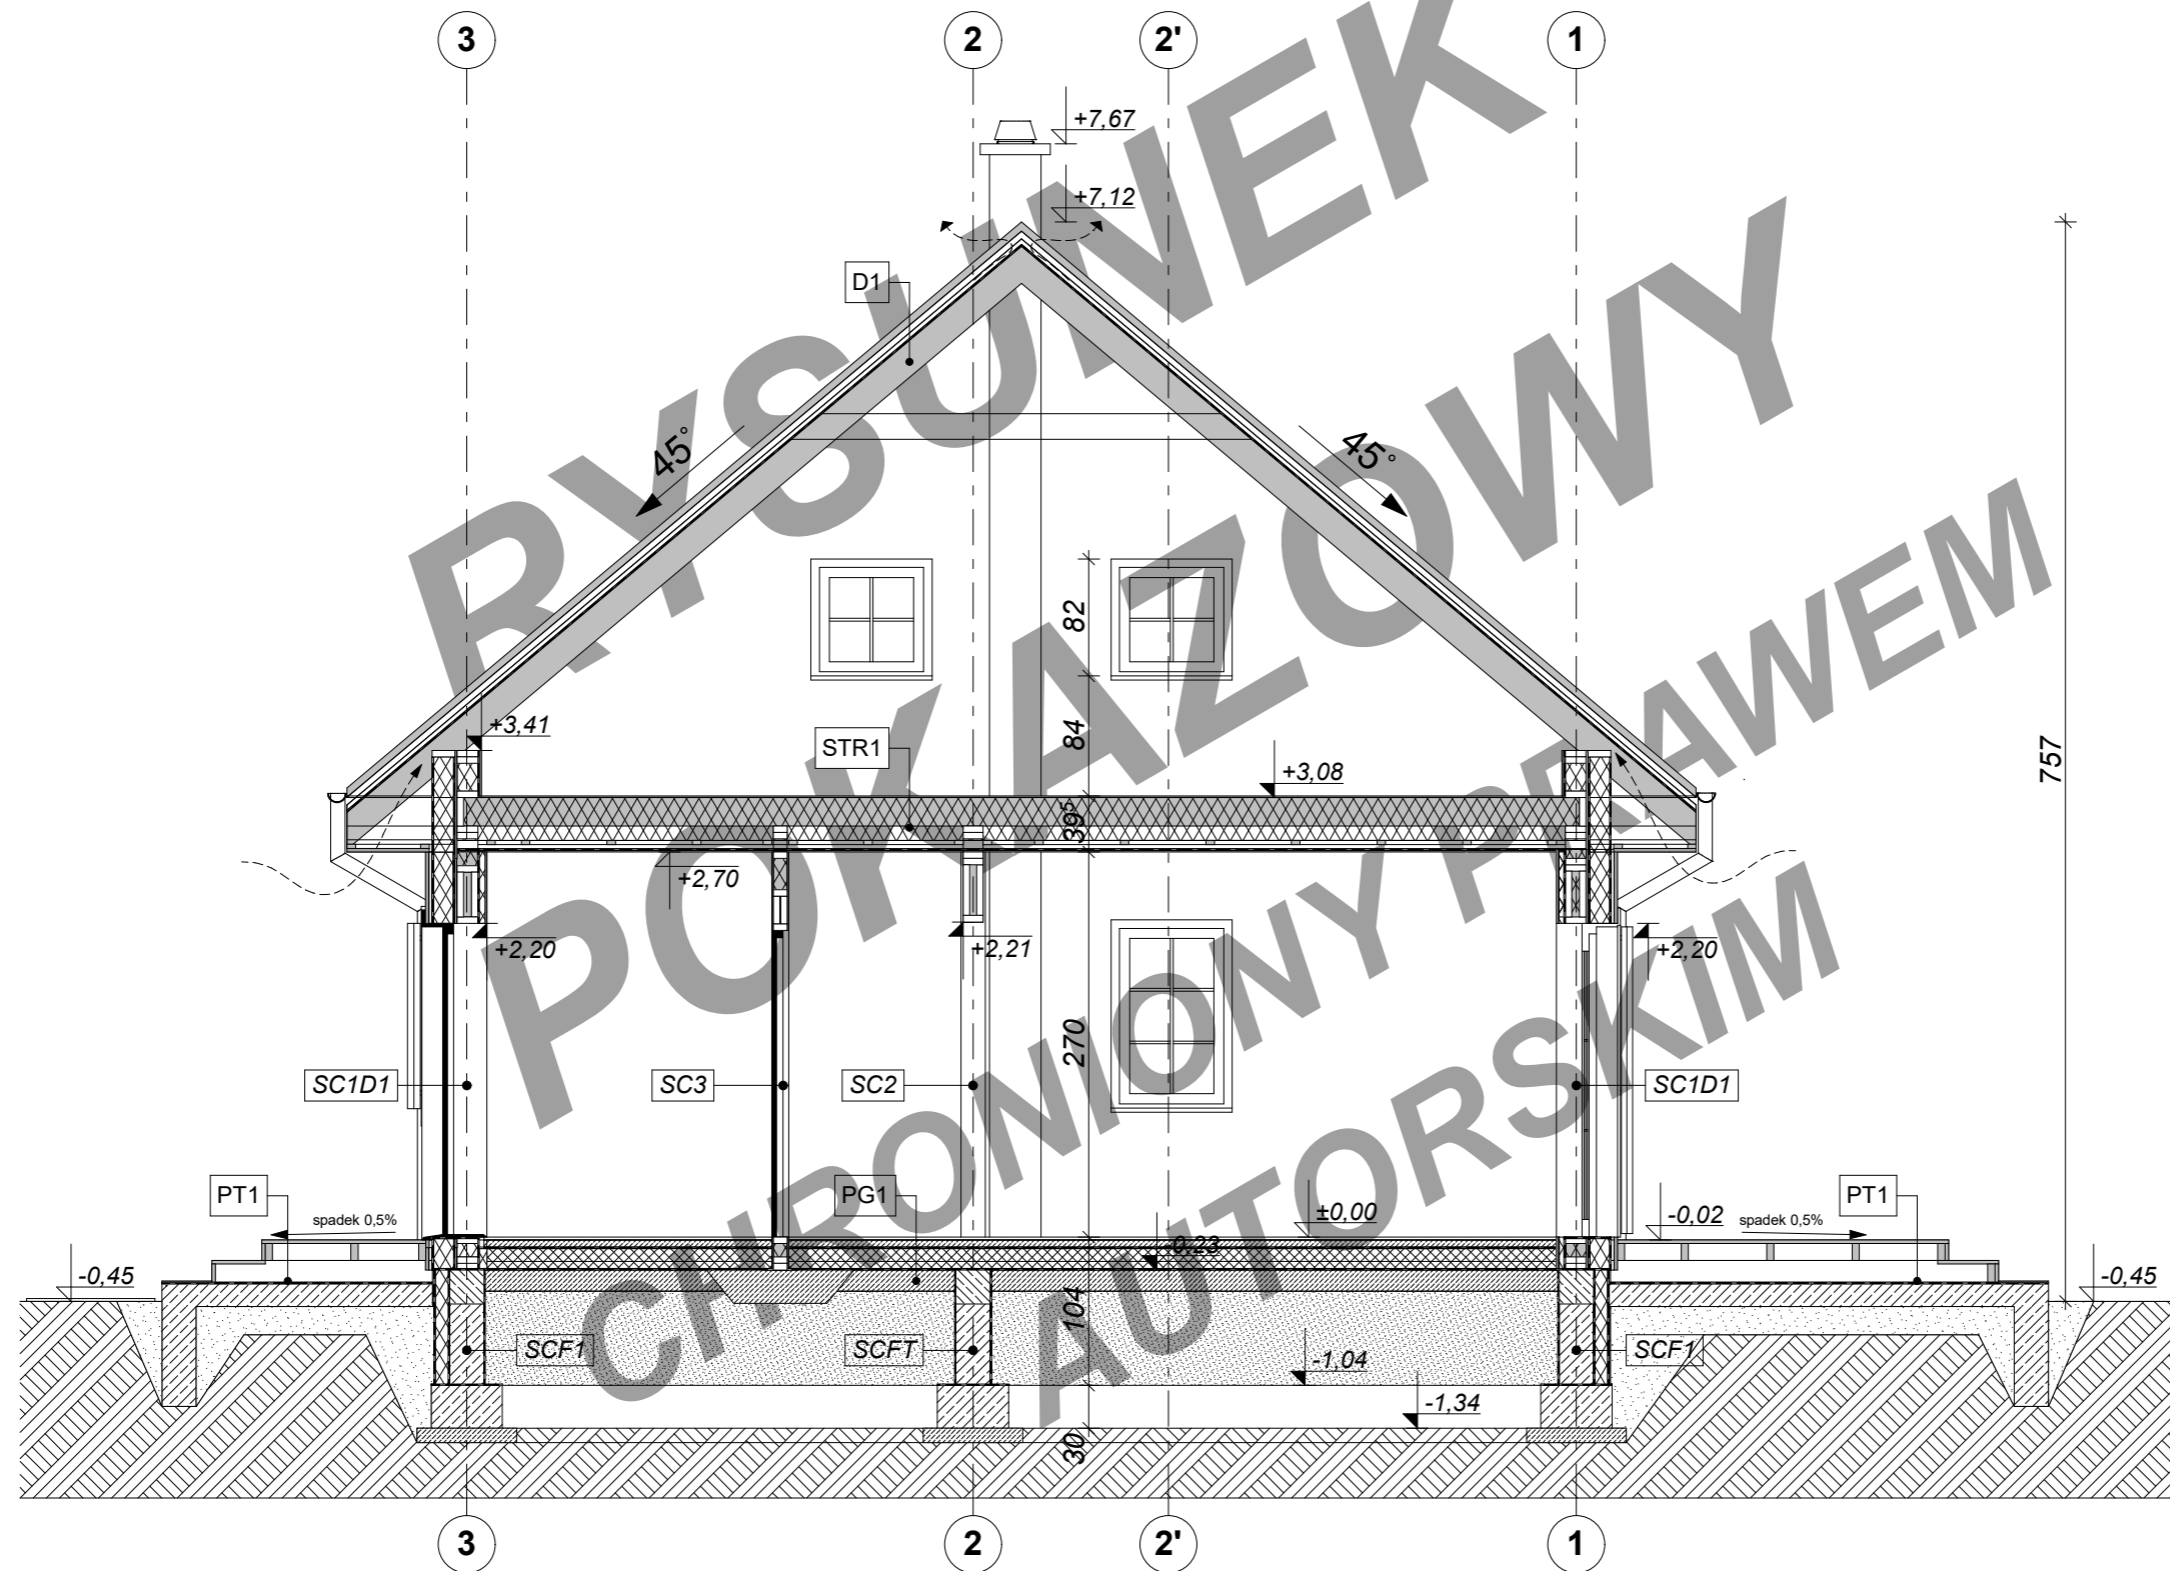 3
2
2'
1
+7,67
+7,12
D1
45°
45°
82
+3,41
STR1
84
+3,08
757
39⁵
+2,70
+2,20
+2,21
+2,20
270
SC1D1
SC3
SC2
SC1D1
PT1
spadek 0,5%
PG1
±0,00
-0,02
spadek 0,5%
PT1
-0,23
-0,45
-0,45
104
SCF1
SCFT
-1,04
SCF1
-1,34
30
3
2
2'
1
RYSUNEK
POKAZOWY
CHRONIONY PRAWEM
AUTORSKIM